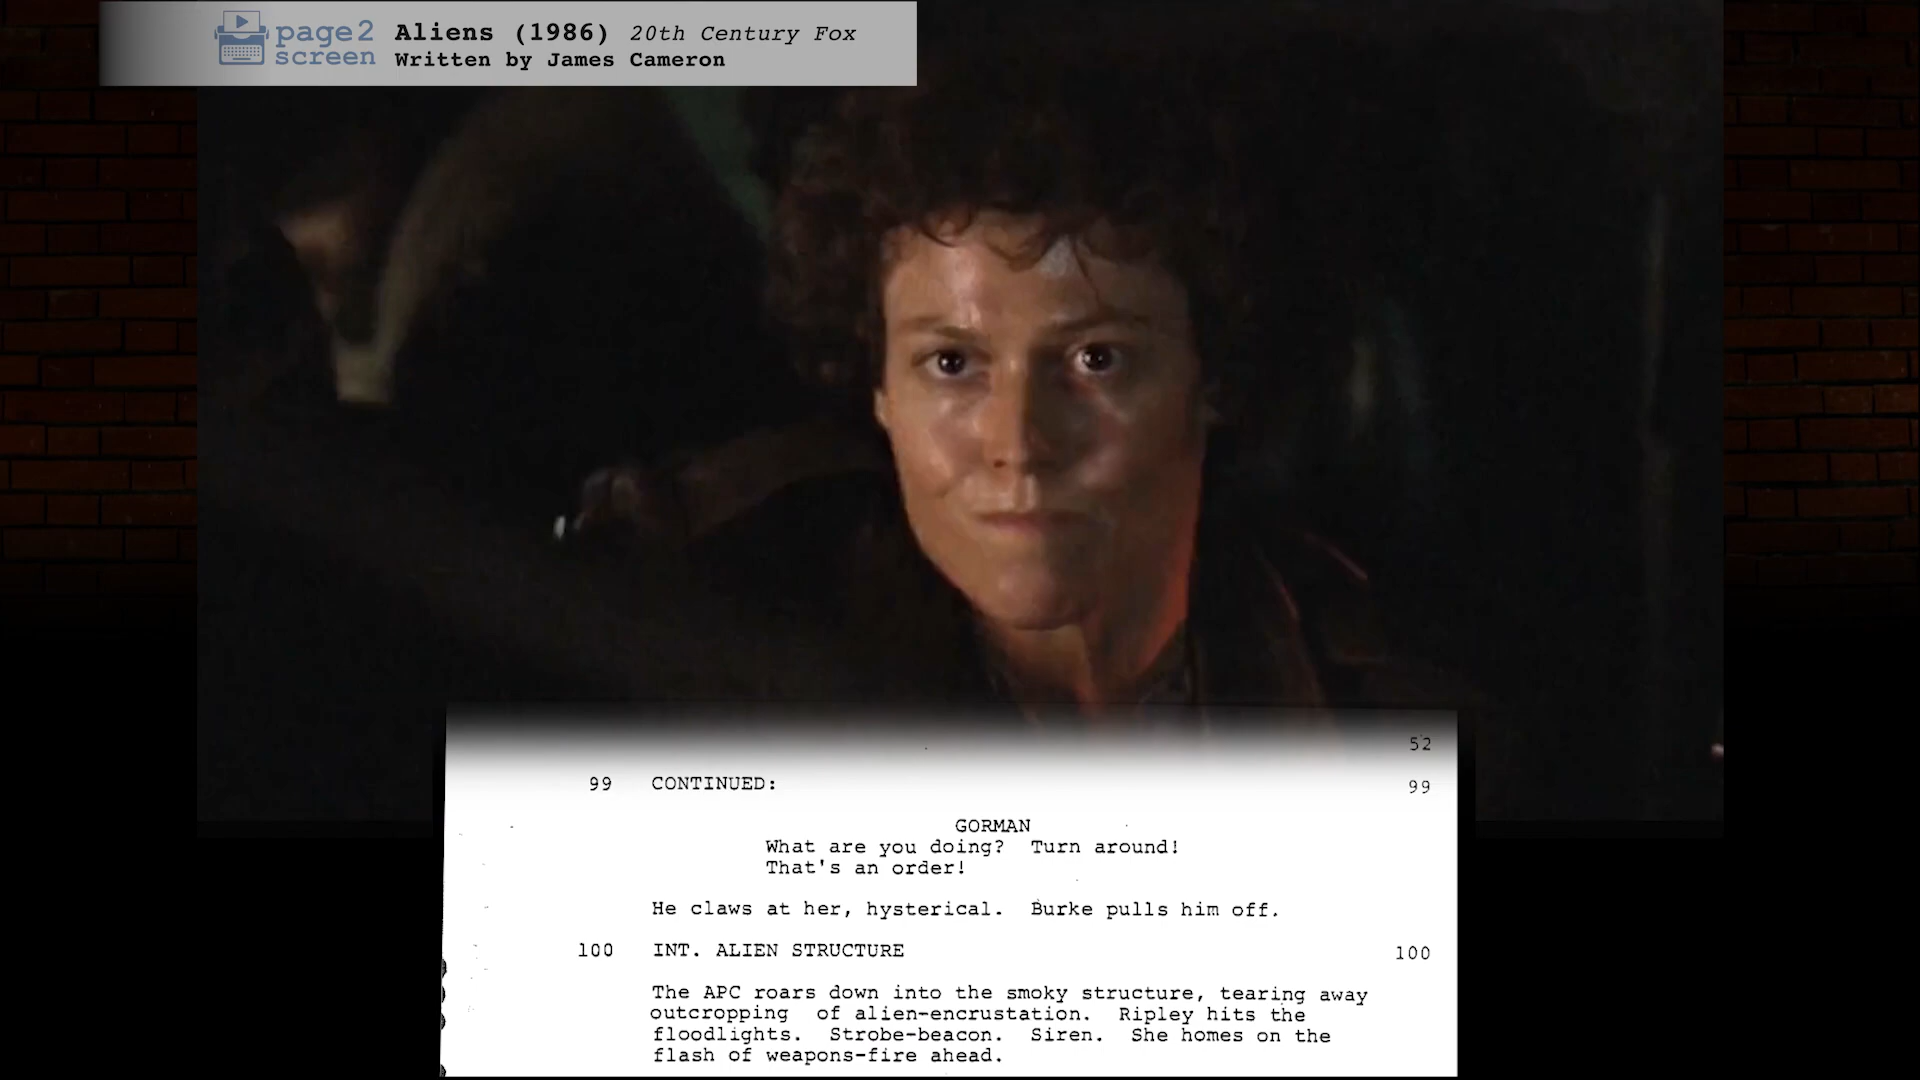 page2
screen
Aliens (1986) 20th Century Fox
Written by James Cameron
52
99 CONTINUED: 99
GORMAN
What are you doing? Turn around!
That's an order!
He claws at her, hysterical. Burke pulls him off.
100 INT. ALIEN STRUCTURE 100
The APC roars down into the smoky structure, tearing away
outcropping of alien-encrustation. Ripley hits the
floodlights. Strobe-beacon. Siren. She homes on the
flash of weapons-fire ahead.